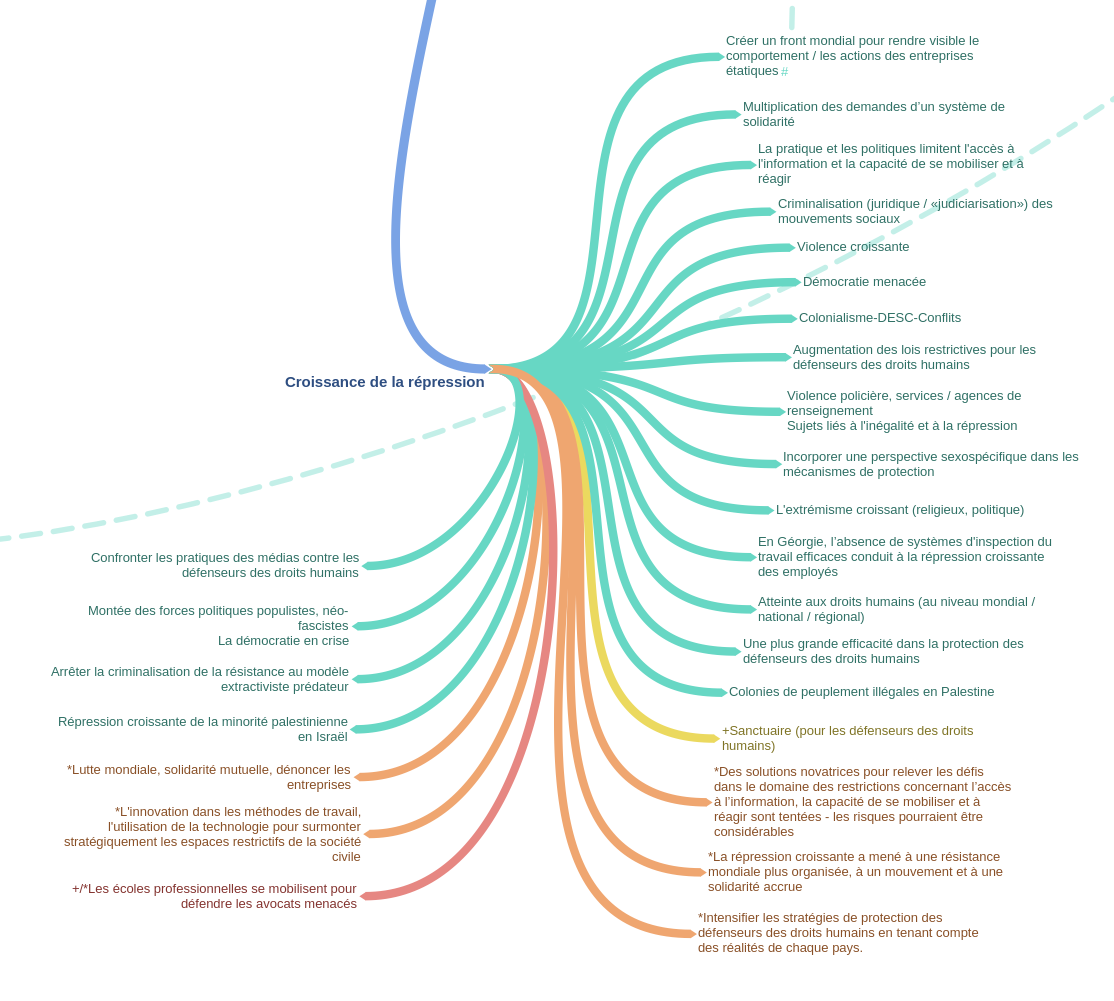 Créer un front mondial pour rendre visible le
comportement / les actions des entreprises
étatiques #
Multiplication des demandes d’un système de
solidarité
La pratique et les politiques limitent l'accès à
l'information et la capacité de se mobiliser et à
réagir
Criminalisation (juridique / «judiciarisation») des
mouvements sociaux
Violence croissante
Démocratie menacée
Colonialisme-DESC-Conflits
Augmentation des lois restrictives pour les
défenseurs des droits humains
Violence policière, services / agences de
renseignement
Sujets liés à l'inégalité et à la répression
Incorporer une perspective sexospécifique dans les
mécanismes de protection
L'extrémisme croissant (religieux, politique)
En Géorgie, l’absence de systèmes d'inspection du
travail efficaces conduit à la répression croissante
des employés
Atteinte aux droits humains (au niveau mondial /
national / régional)
Une plus grande efficacité dans la protection des
défenseurs des droits humains
Colonies de peuplement illégales en Palestine
+Sanctuaire (pour les défenseurs des droits
humains)
*Des solutions novatrices pour relever les défis
dans le domaine des restrictions concernant l’accès
à l’information, la capacité de se mobiliser et à
réagir sont tentées - les risques pourraient être
considérables
*La répression croissante a mené à une résistance
mondiale plus organisée, à un mouvement et à une
solidarité accrue
*Intensifier les stratégies de protection des
défenseurs des droits humains en tenant compte
des réalités de chaque pays.
Croissance de la répression
Confronter les pratiques des médias contre les
défenseurs des droits humains
Montée des forces politiques populistes, néo-
fascistes
La démocratie en crise
Arrêter la criminalisation de la résistance au modèle
extractiviste prédateur
Répression croissante de la minorité palestinienne
en Israël
*Lutte mondiale, solidarité mutuelle, dénoncer les
entreprises
*L'innovation dans les méthodes de travail,
l'utilisation de la technologie pour surmonter
stratégiquement les espaces restrictifs de la société
civile
+/*Les écoles professionnelles se mobilisent pour
défendre les avocats menacés